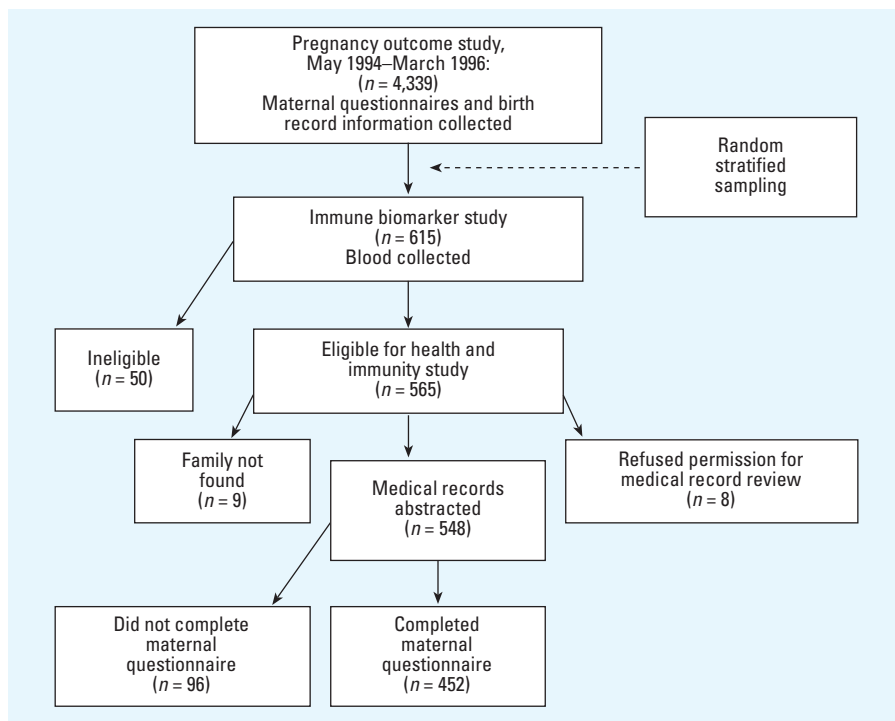 Pregnancy outcome study,
May 1994–March 1996:
(n = 4,339)
Maternal questionnaires and birth
record information collected
Random
stratified
sampling
Immune biomarker study
(n = 615)
Blood collected
Ineligible
(n = 50)
Eligible for health and
immunity study
(n = 565)
Family not
found
(n = 9)
Medical records
abstracted
(n = 548)
Refused permission for
medical record review
(n = 8)
Did not complete
maternal
questionnaire
(n = 96)
Completed
maternal
questionnaire
(n = 452)